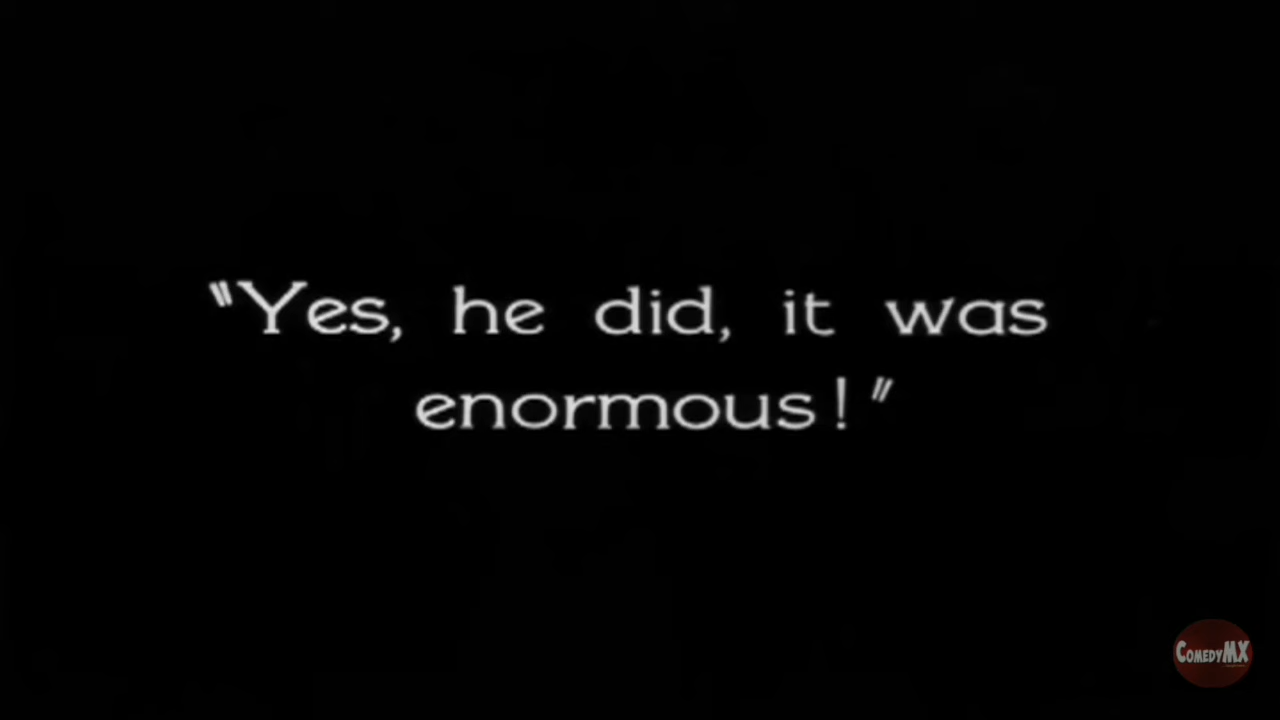 "Yes, he did, it was
enormous!"
COMEDYMX